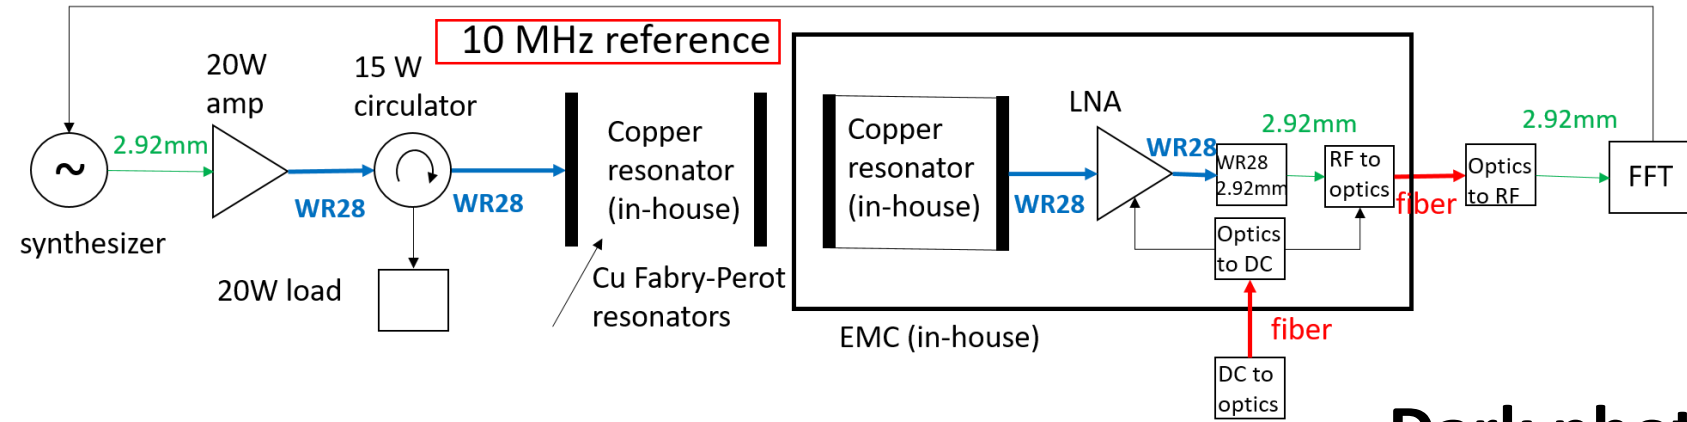 10 MHz reference
20W
amp
15 W
circulator
LNA
2.92mm
2.92mm
2.92mm
~
WR28
WR28
Copper
resonator
(in-house)
Copper
resonator
(in-house)
WR28
WR28
WR28
2.92mm
RF to
optics
fiber
Optics
to RF
FFT
synthesizer
20W load
Cu Fabry-Perot
resonators
Optics
to DC
EMC (in-house)
fiber
DC to
optics